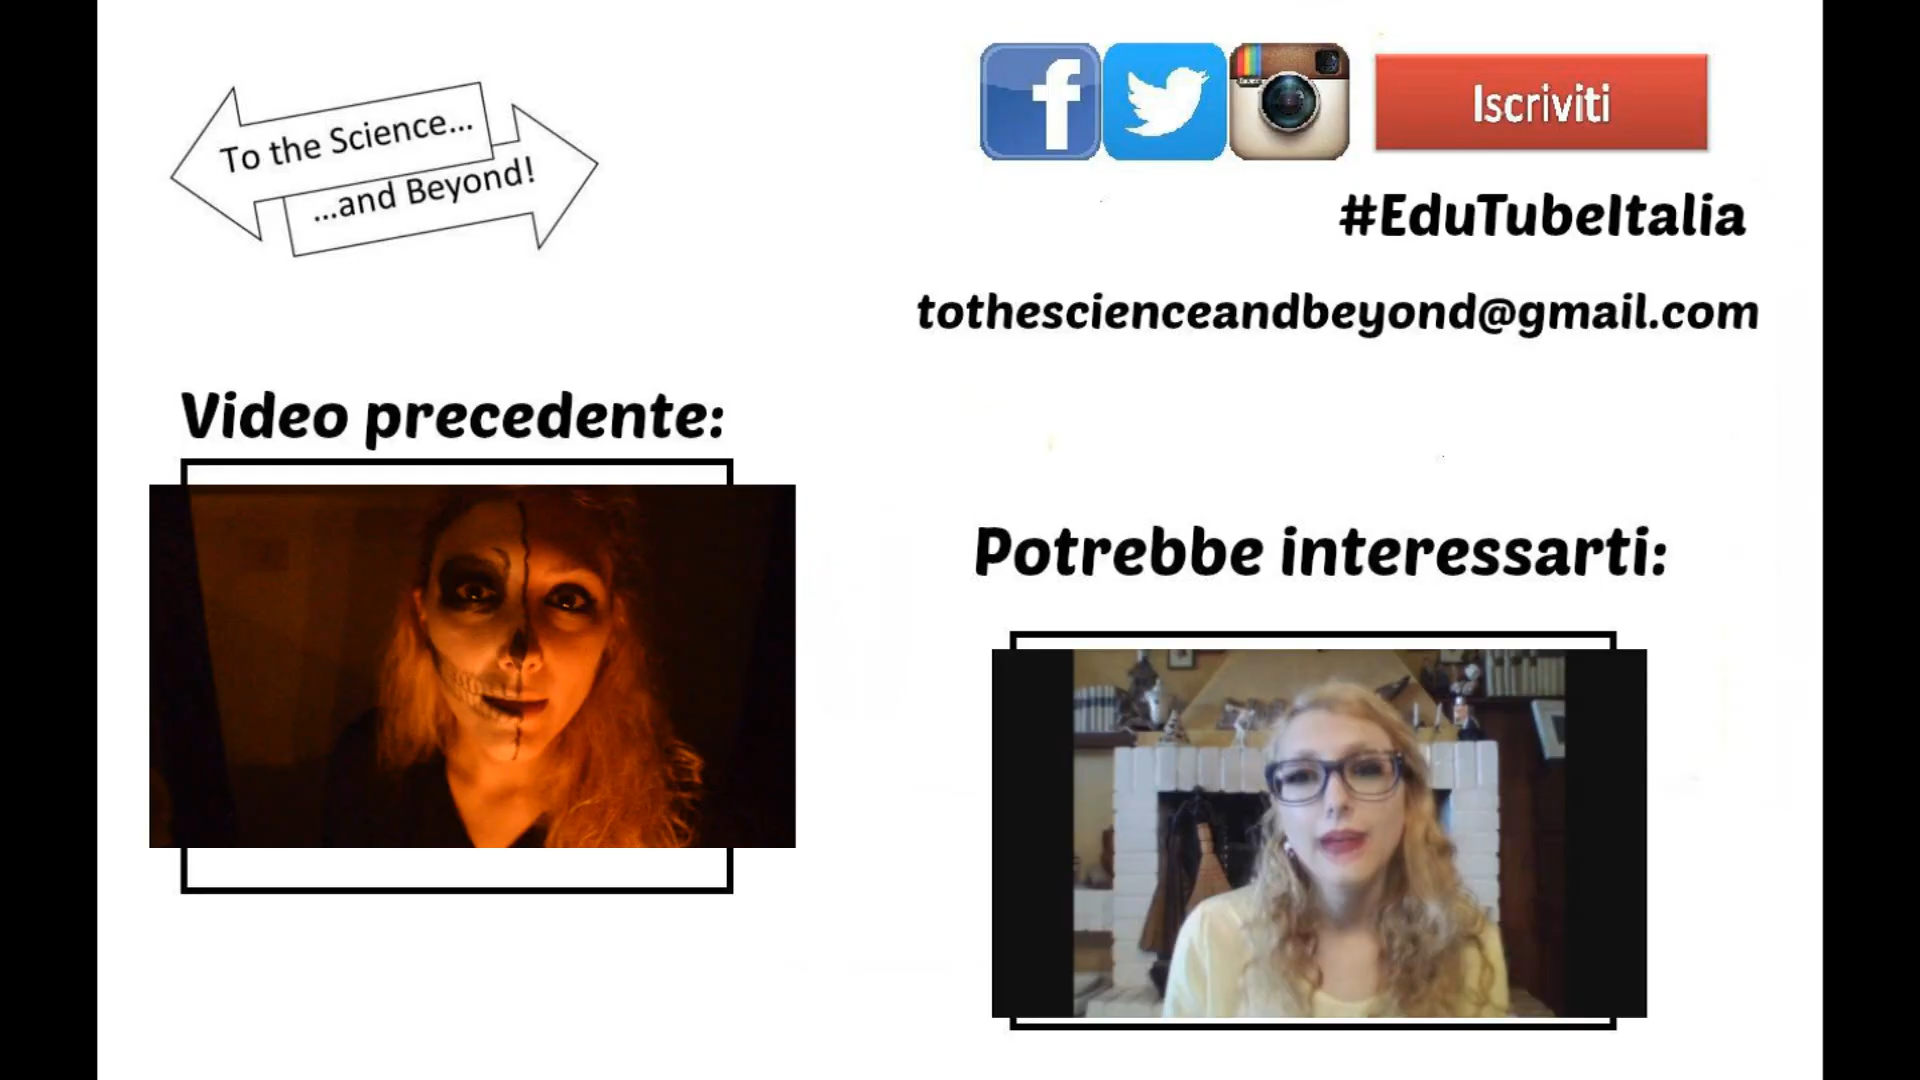 To the Science...
...and Beyond!
Iscriviti
#EduTubeItalia
tothescienceandbeyond@gmail.com
Video precedente:
Potrebbe interessarti: